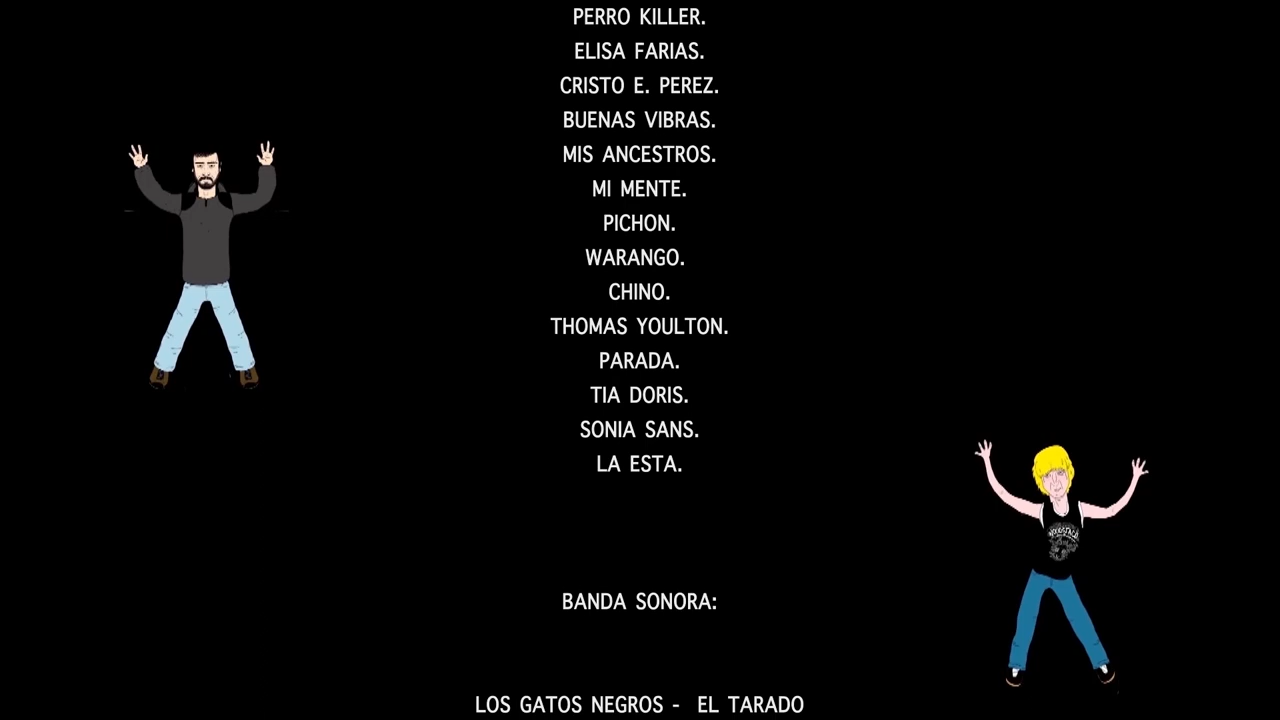 PERRO KILLER.
ELISA FARIAS.
CRISTO E. PEREZ.
BUENAS VIBRAS.
MIS ANCESTROS.
MI MENTE.
PICHON.
WARANGO.
CHINO.
THOMAS YOULTON.
PARADA.
TIA DORIS.
SONIA SANS.
LA ESTA.
BANDA SONORA:
LOS GATOS NEGROS - EL TARADO